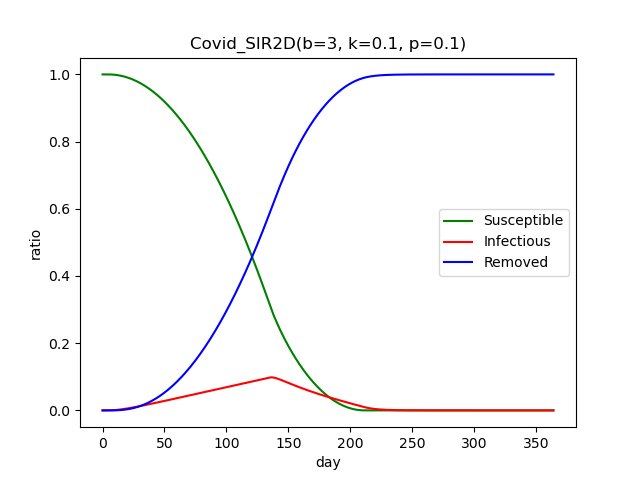 Covid_SIR2D(b=3, k=0.1, p=0.1)
1.0
0.8
0.6
0.4
0.2
0.0
ratio
Susceptible
Infectious
Removed
0 50 100 150 200 250 300 350
day